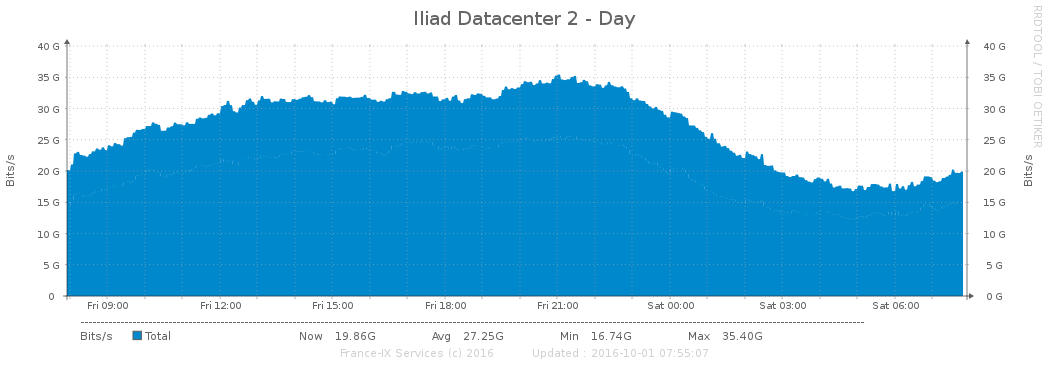 Iliad Datacenter 2 - Day
RRDTOOL / TOBI OETIKER
Bits/s
40 G 40 G
35 G 35 G
30 G 30 G
25 G 25 G
20 G 20 G
15 G 15 G
10 G 10 G
5 G 5 G
0 0 G
Bits/s
Fri 09:00 Fri 12:00 Fri 15:00 Fri 18:00 Fri 21:00 Sat 00:00 Sat 03:00 Sat 06:00
Bits/s Total Now 19.86G Avg 27.25G Min 16.74G Max 35.40G
France-IX Services (c) 2016 Updated : 2016-10-01 07:55:07